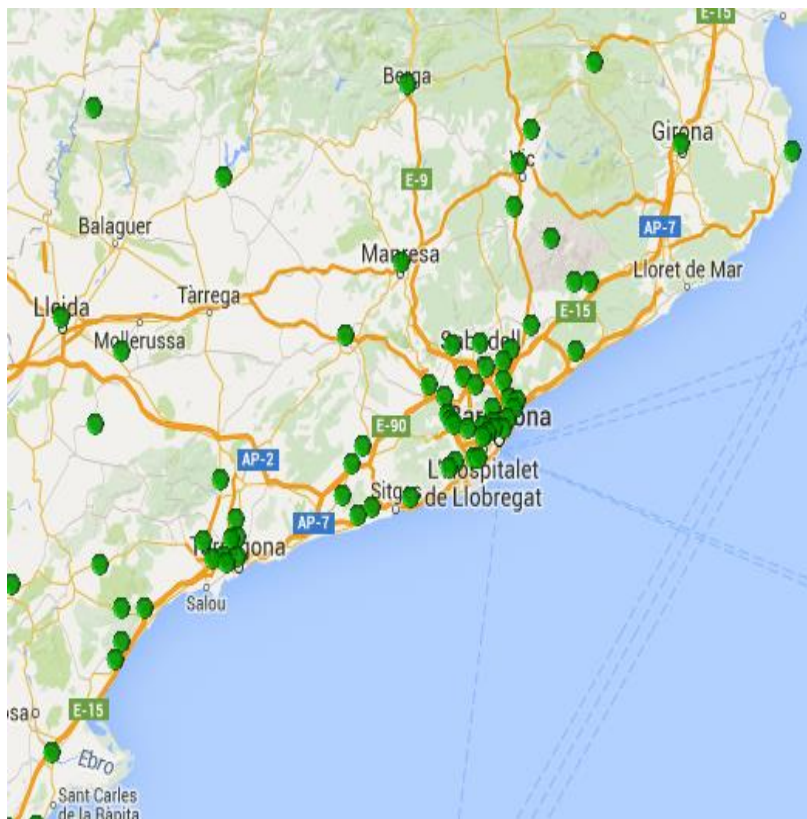 E-15
Berga
Girona
Vic
E-9
AP-7
Balaguer
Manresa
Lloret de Mar
Lleida
Tàrrega
E-15
Mollerussa
Sabadell
Barcelona
E-90
AP-2
L'Hospitalet
de Llobregat
Sitges
AP-7
Tarragona
Salou
E-15
Ebro
Sant Carles
de la Ràpita